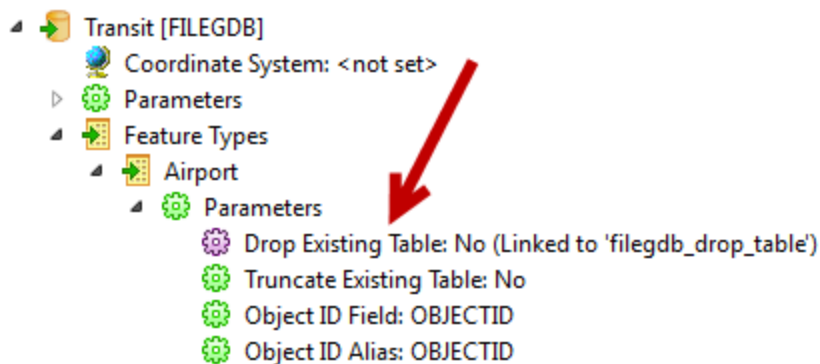 Transit [FILEGDB]
Coordinate System: <not set>
Parameters
Feature Types
Airport
Parameters
Drop Existing Table: No (Linked to 'filegdb_drop_table')
Truncate Existing Table: No
Object ID Field: OBJECTID
Object ID Alias: OBJECTID